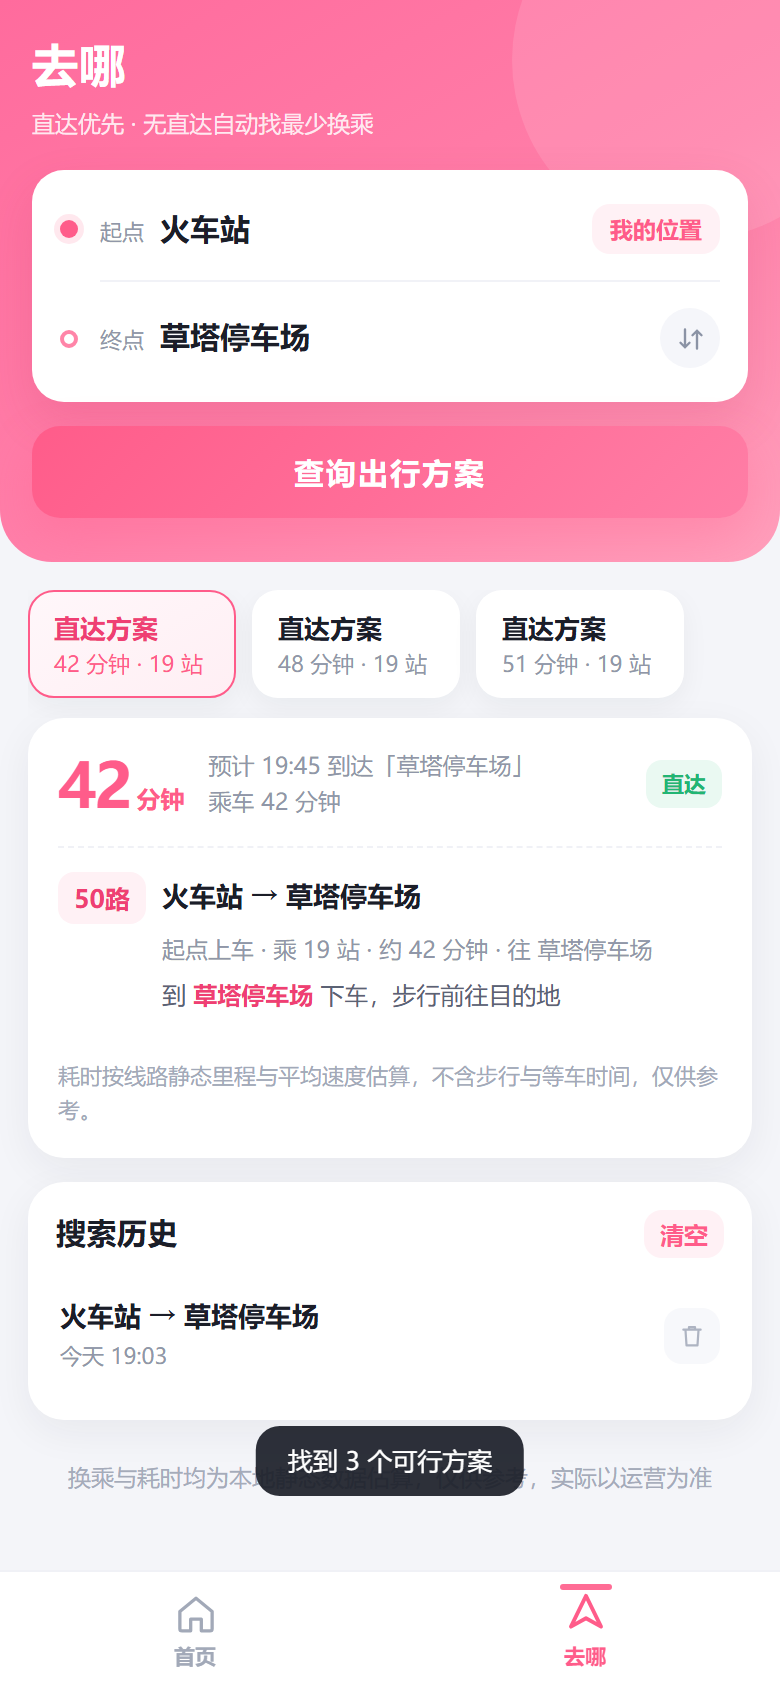 去哪
直达优先 · 无直达自动找最少换乘
起点 火车站 我的位置
终点 草塔停车场
查询出行方案
直达方案 直达方案 直达方案
42 分钟 · 19 站 48 分钟 · 19 站 51 分钟 · 19 站
42 分钟
预计 19:45 到达「草塔停车场」
乘车 42 分钟
直达
50路 火车站 → 草塔停车场
起点上车 · 乘 19 站 · 约 42 分钟 · 往 草塔停车场
到 草塔停车场 下车，步行前往目的地
耗时按线路静态里程与平均速度估算，不含步行与等车时间，仅供参
考。
搜索历史 清空
火车站 → 草塔停车场
今天 19:03
找到 3 个可行方案
换乘与耗时均为本地 ，实际以运营为准
首页 去哪